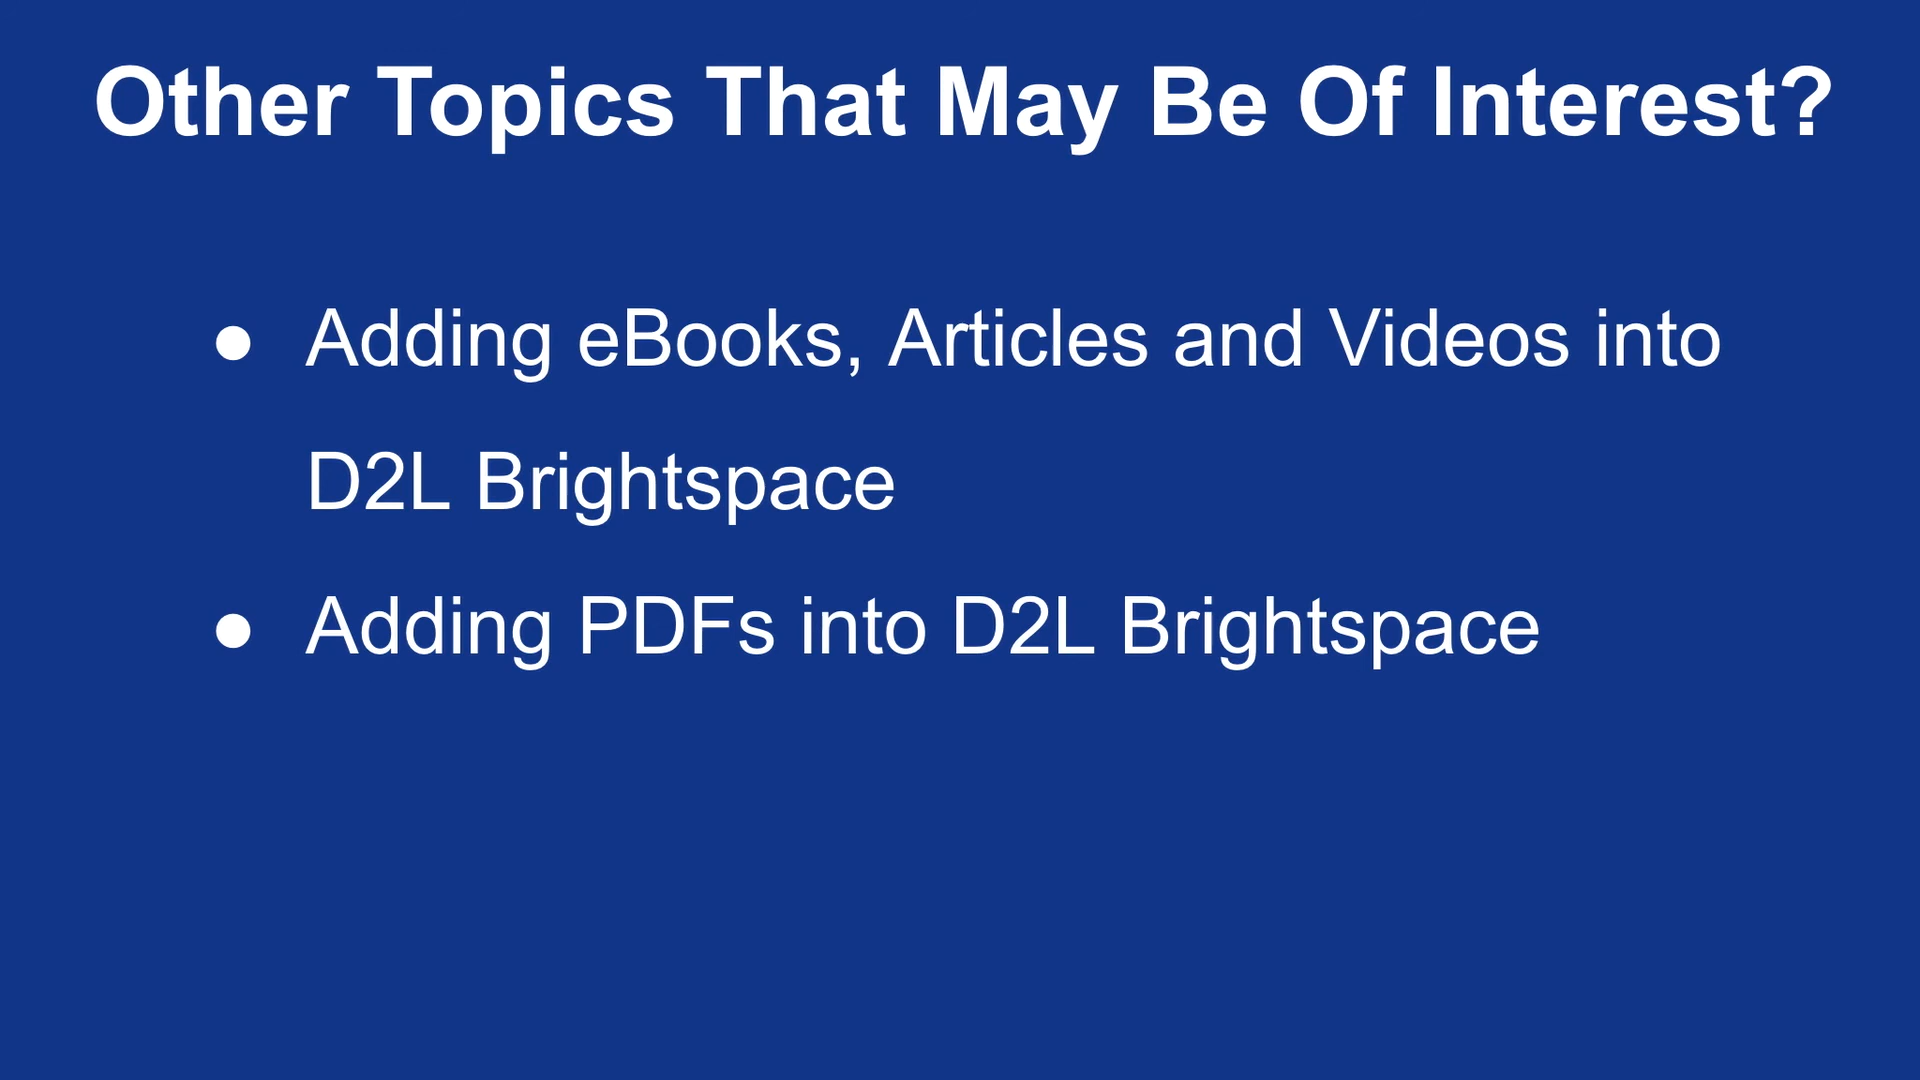 Other Topics That May Be Of Interest?
● Adding eBooks, Articles and Videos into
D2L Brightspace
● Adding PDFs into D2L Brightspace